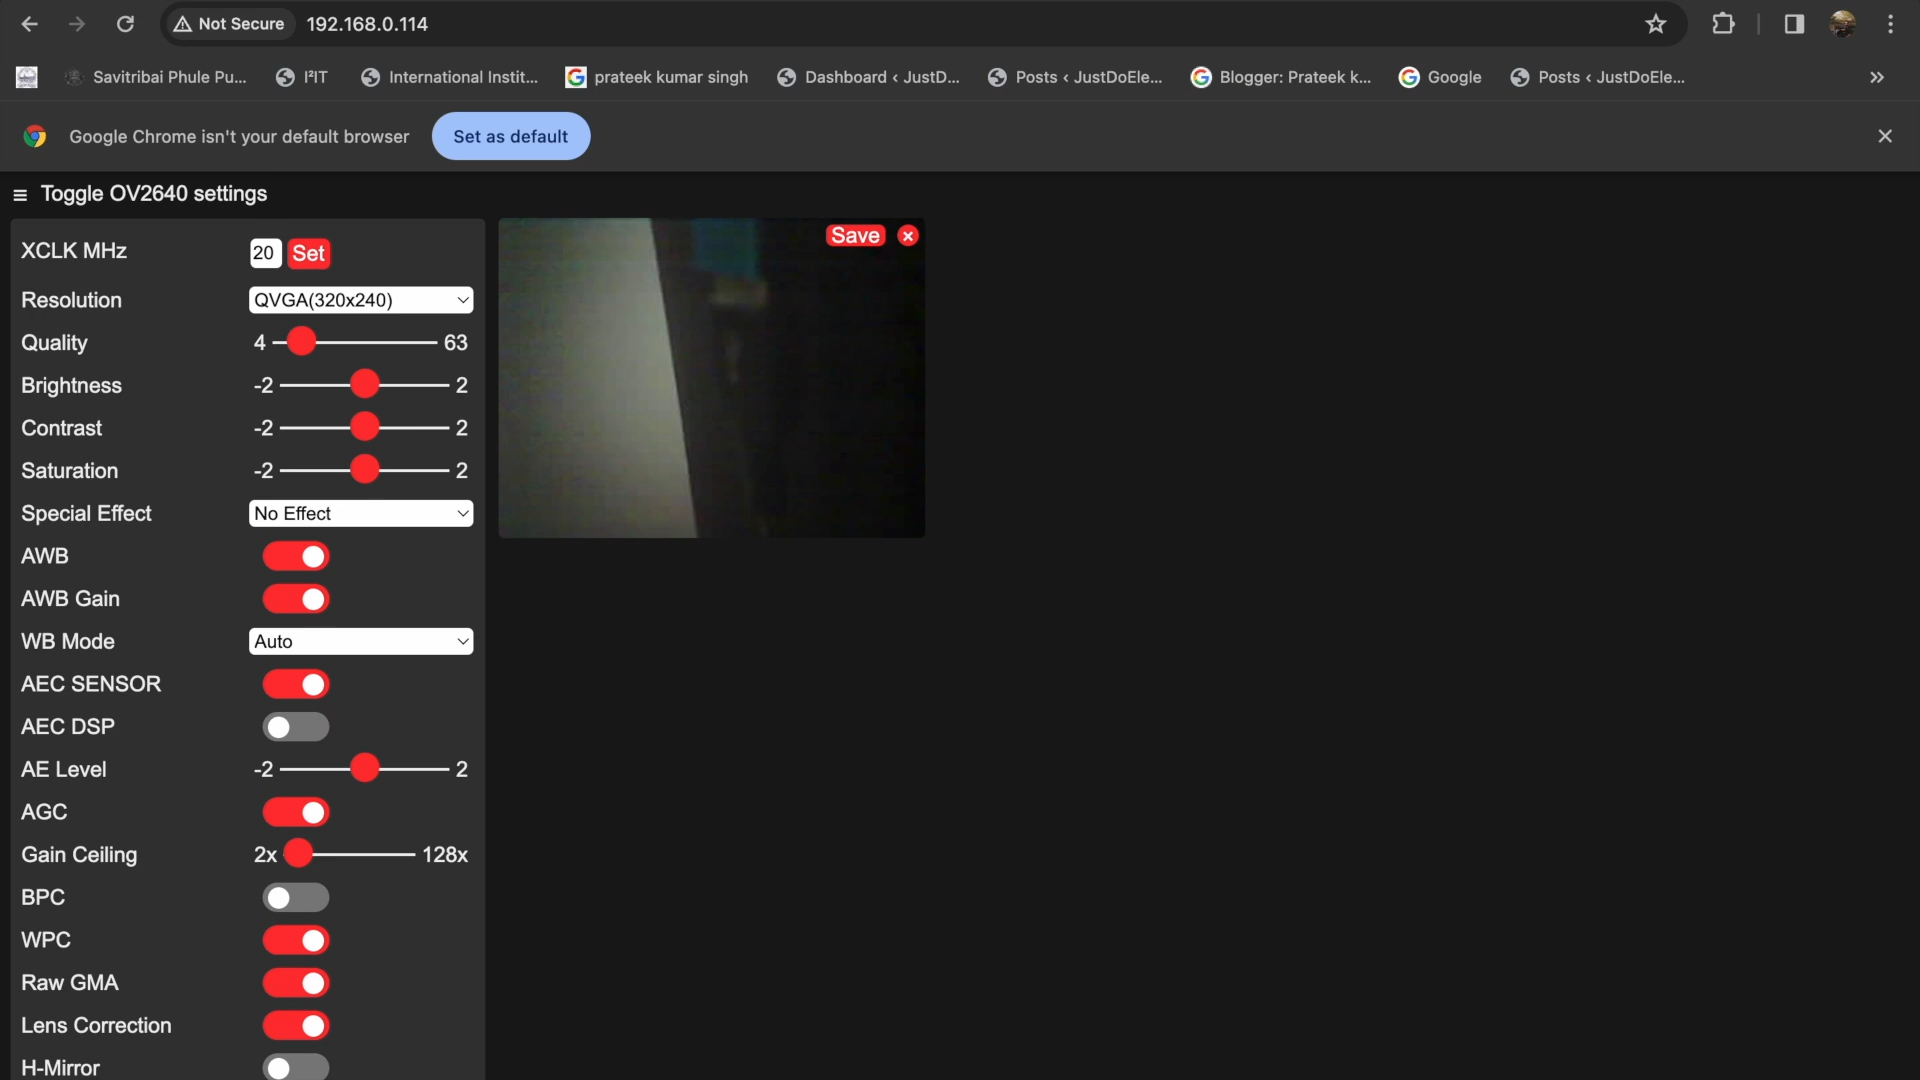 Not Secure 192.168.0.114
Savitribai Phule Pu... I²IT International Instit... prateek kumar singh Dashboard ‹ JustD... Posts ‹ JustDoEle... Blogger: Prateek k... Google Posts ‹ JustDoEle... »
Google Chrome isn't your default browser Set as default
Toggle OV2640 settings
XCLK MHz 20 Set
Save
Resolution QVGA(320x240)
Quality 4 63
Brightness -2 2
Contrast -2 2
Saturation -2 2
Special Effect No Effect
AWB
AWB Gain
WB Mode Auto
AEC SENSOR
AEC DSP
AE Level -2 2
AGC
Gain Ceiling 2x 128x
BPC
WPC
Raw GMA
Lens Correction
H-Mirror